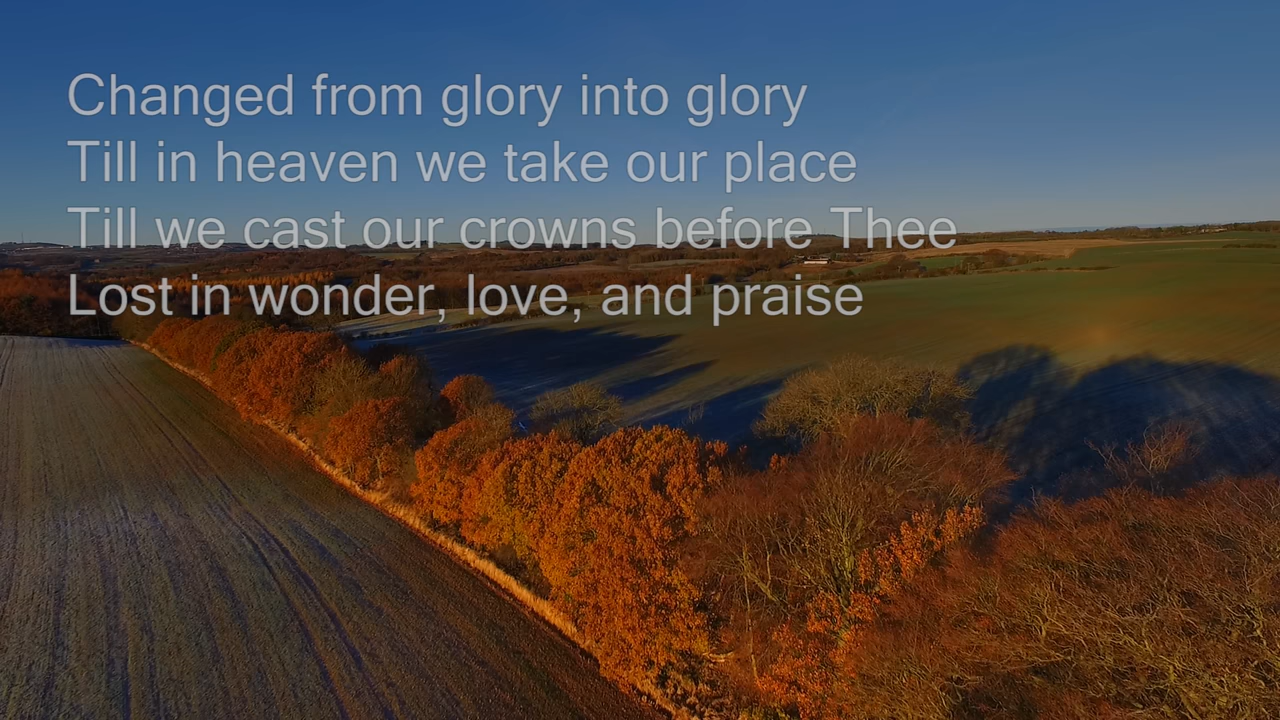 Changed from glory into glory
Till in heaven we take our place
Till we cast our crowns before Thee
Lost in wonder, love, and praise